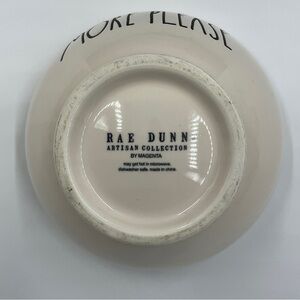 MORE PLEASE
RAE DUNN
ARTISAN COLLECTION
BY MAGENTA
may get hot in microwave.
dishwasher safe. made in china.